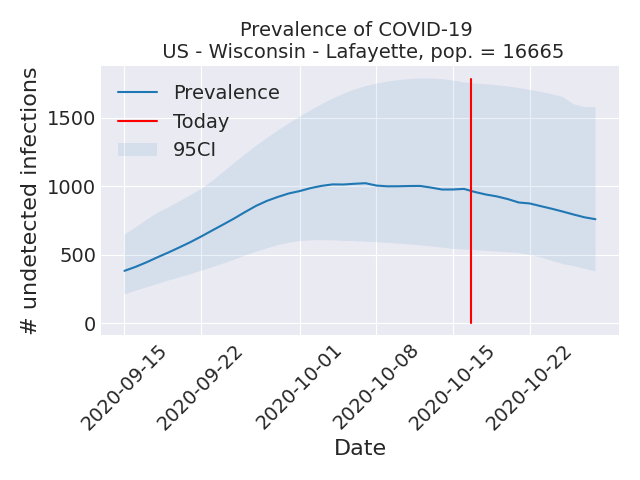 Prevalence of COVID-19
US - Wisconsin - Lafayette, pop. = 16665
# undetected infections
1500
1000
500
0
Prevalence
Today
95CI
2020-09-15
2020-09-22
2020-10-01
2020-10-08
2020-10-15
2020-10-22
Date